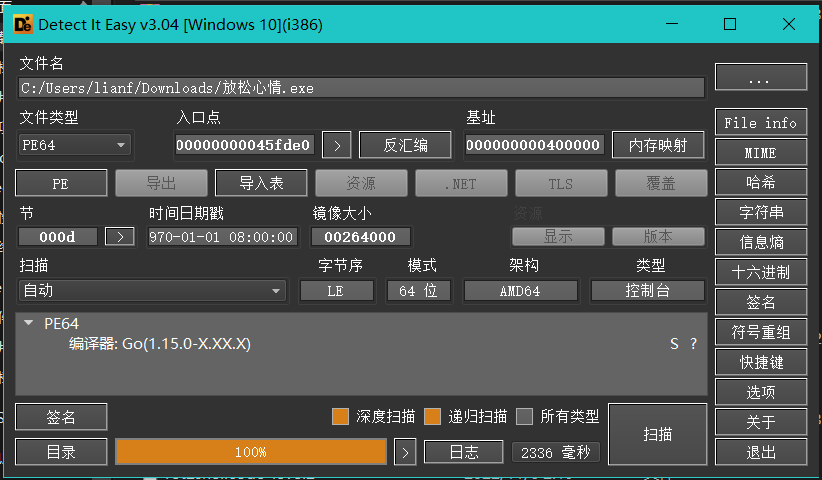 Detect It Easy v3.04 [Windows 10](i386)
文件名
C:/Users/lianf/Downloads/放松心情.exe
...
文件类型 入口点 基址
PE64 00000000045fde0 > 反汇编 000000000400000 内存映射
File info
MIME
PE 导出 导入表 资源 .NET TLS 覆盖
哈希
节 时间日期戳 镜像大小 资源
字符串
000d > 970-01-01 08:00:00 00264000 显示 版本
信息熵
扫描 字节序 模式 架构 类型
十六进制
自动 LE 64 位 AMD64 控制台
签名
PE64
符号重组
编译器: Go(1.15.0-X.XX.X) S ?
快捷键
选项
签名 深度扫描 递归扫描 所有类型
关于
扫描
目录 100% > 日志 2336 毫秒
退出